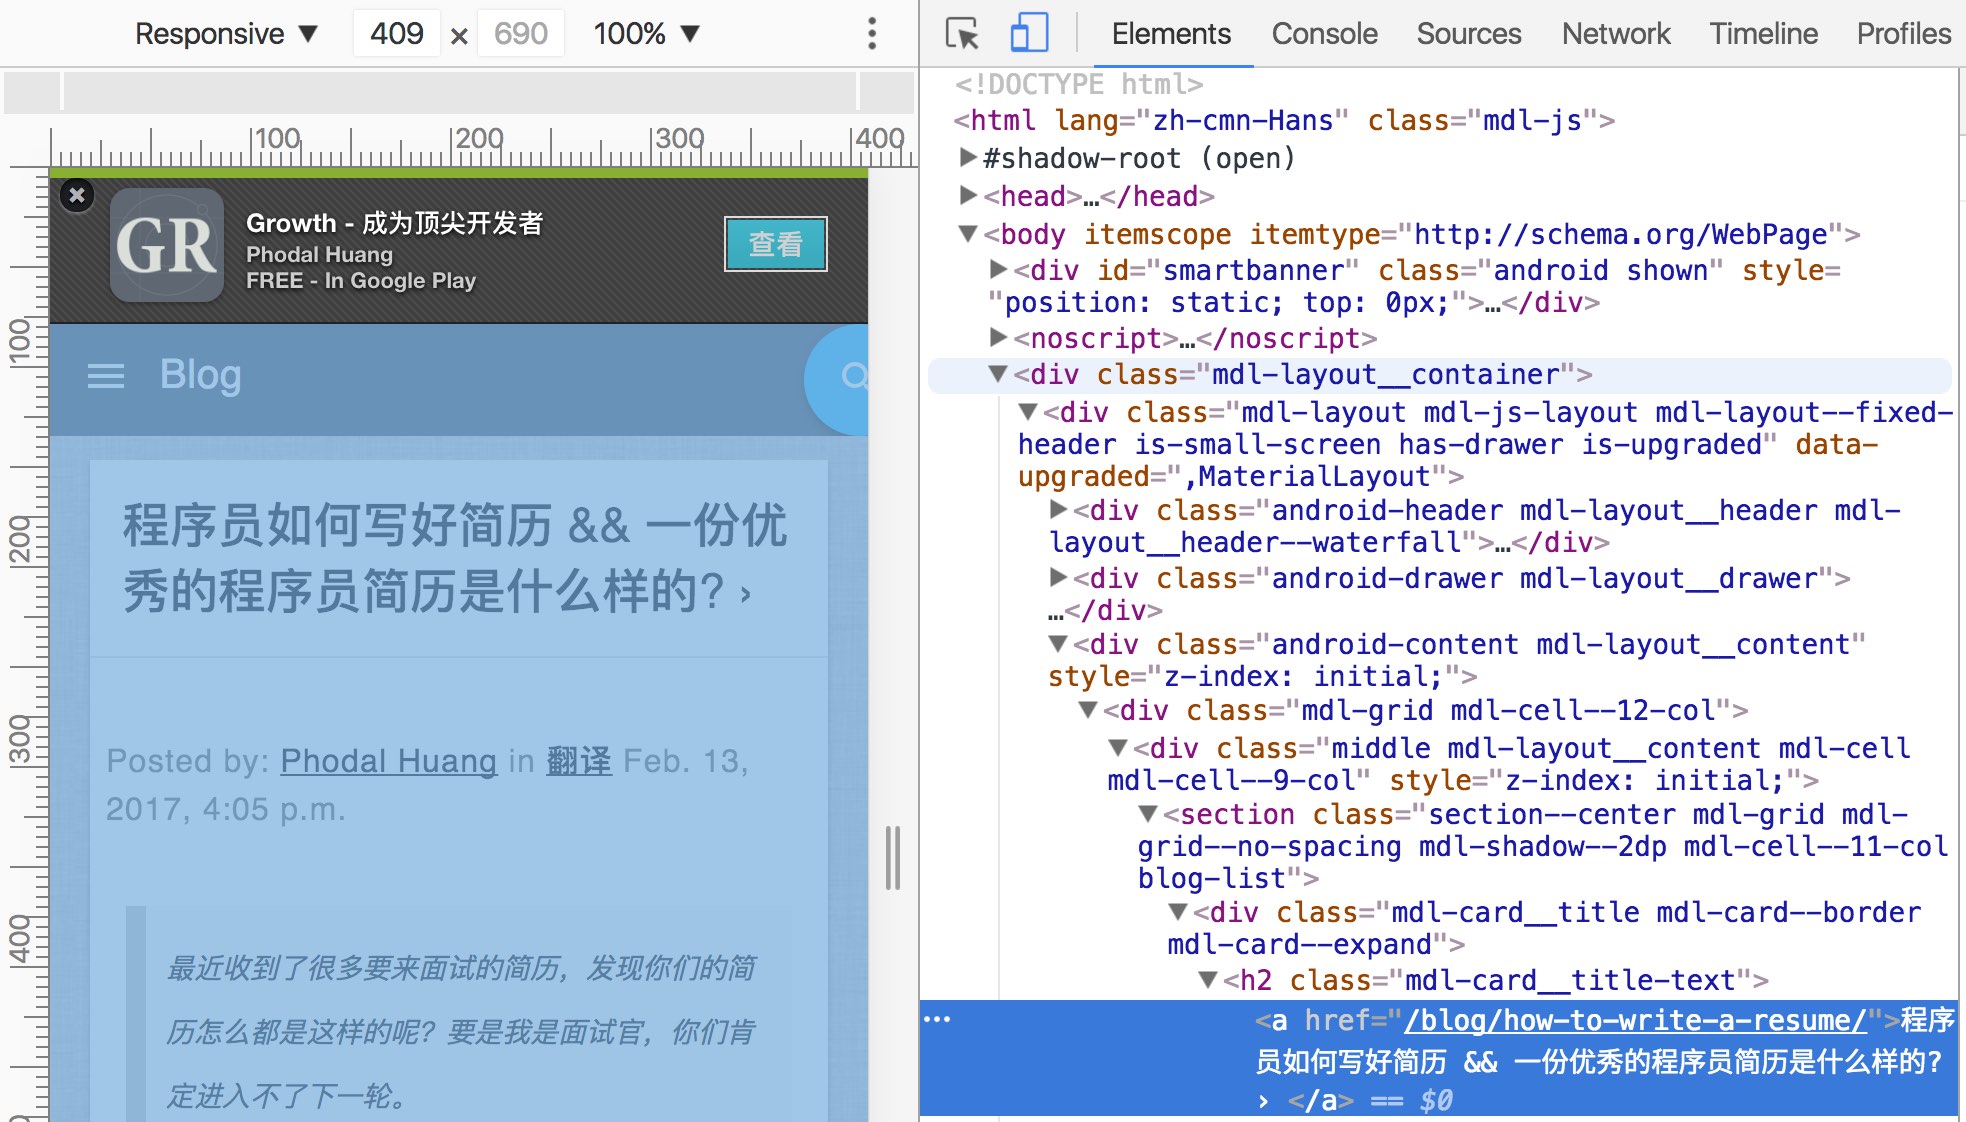 Responsive ▼ 409 × 690 100% ▼
Elements Console Sources Network Timeline Profiles
100 200 300 400
Growth - 成为顶尖开发者
Phodal Huang
FREE - In Google Play
查看
GR
Blog
程序员如何写好简历 && 一份优
秀的程序员简历是什么样的? ›
Posted by: Phodal Huang in 翻译 Feb. 13,
2017, 4:05 p.m.
最近收到了很多要来面试的简历，发现你们的简
历怎么都是这样的呢？要是我是面试官，你们肯
定进入不了下一轮。
100
200
300
400
<!DOCTYPE html>
<html lang="zh-cmn-Hans" class="mdl-js">
▶#shadow-root (open)
▶<head>…</head>
▼<body itemscope itemtype="http://schema.org/WebPage">
▶<div id="smartbanner" class="android shown" style=
"position: static; top: 0px;">…</div>
▶<noscript>…</noscript>
▼<div class="mdl-layout__container">
▼<div class="mdl-layout mdl-js-layout mdl-layout--fixed-
header is-small-screen has-drawer is-upgraded" data-
upgraded=",MaterialLayout">
▶<div class="android-header mdl-layout__header mdl-
layout__header--waterfall">…</div>
▶<div class="android-drawer mdl-layout__drawer">
…</div>
▼<div class="android-content mdl-layout__content"
style="z-index: initial;">
▼<div class="mdl-grid mdl-cell--12-col">
▼<div class="middle mdl-layout__content mdl-cell
mdl-cell--9-col" style="z-index: initial;">
▼<section class="section--center mdl-grid mdl-
grid--no-spacing mdl-shadow--2dp mdl-cell--11-col
blog-list">
▼<div class="mdl-card__title mdl-card--border
mdl-card--expand">
▼<h2 class="mdl-card__title-text">
<a href="/blog/how-to-write-a-resume/">程序
员如何写好简历 && 一份优秀的程序员简历是什么样的?
› </a> == $0